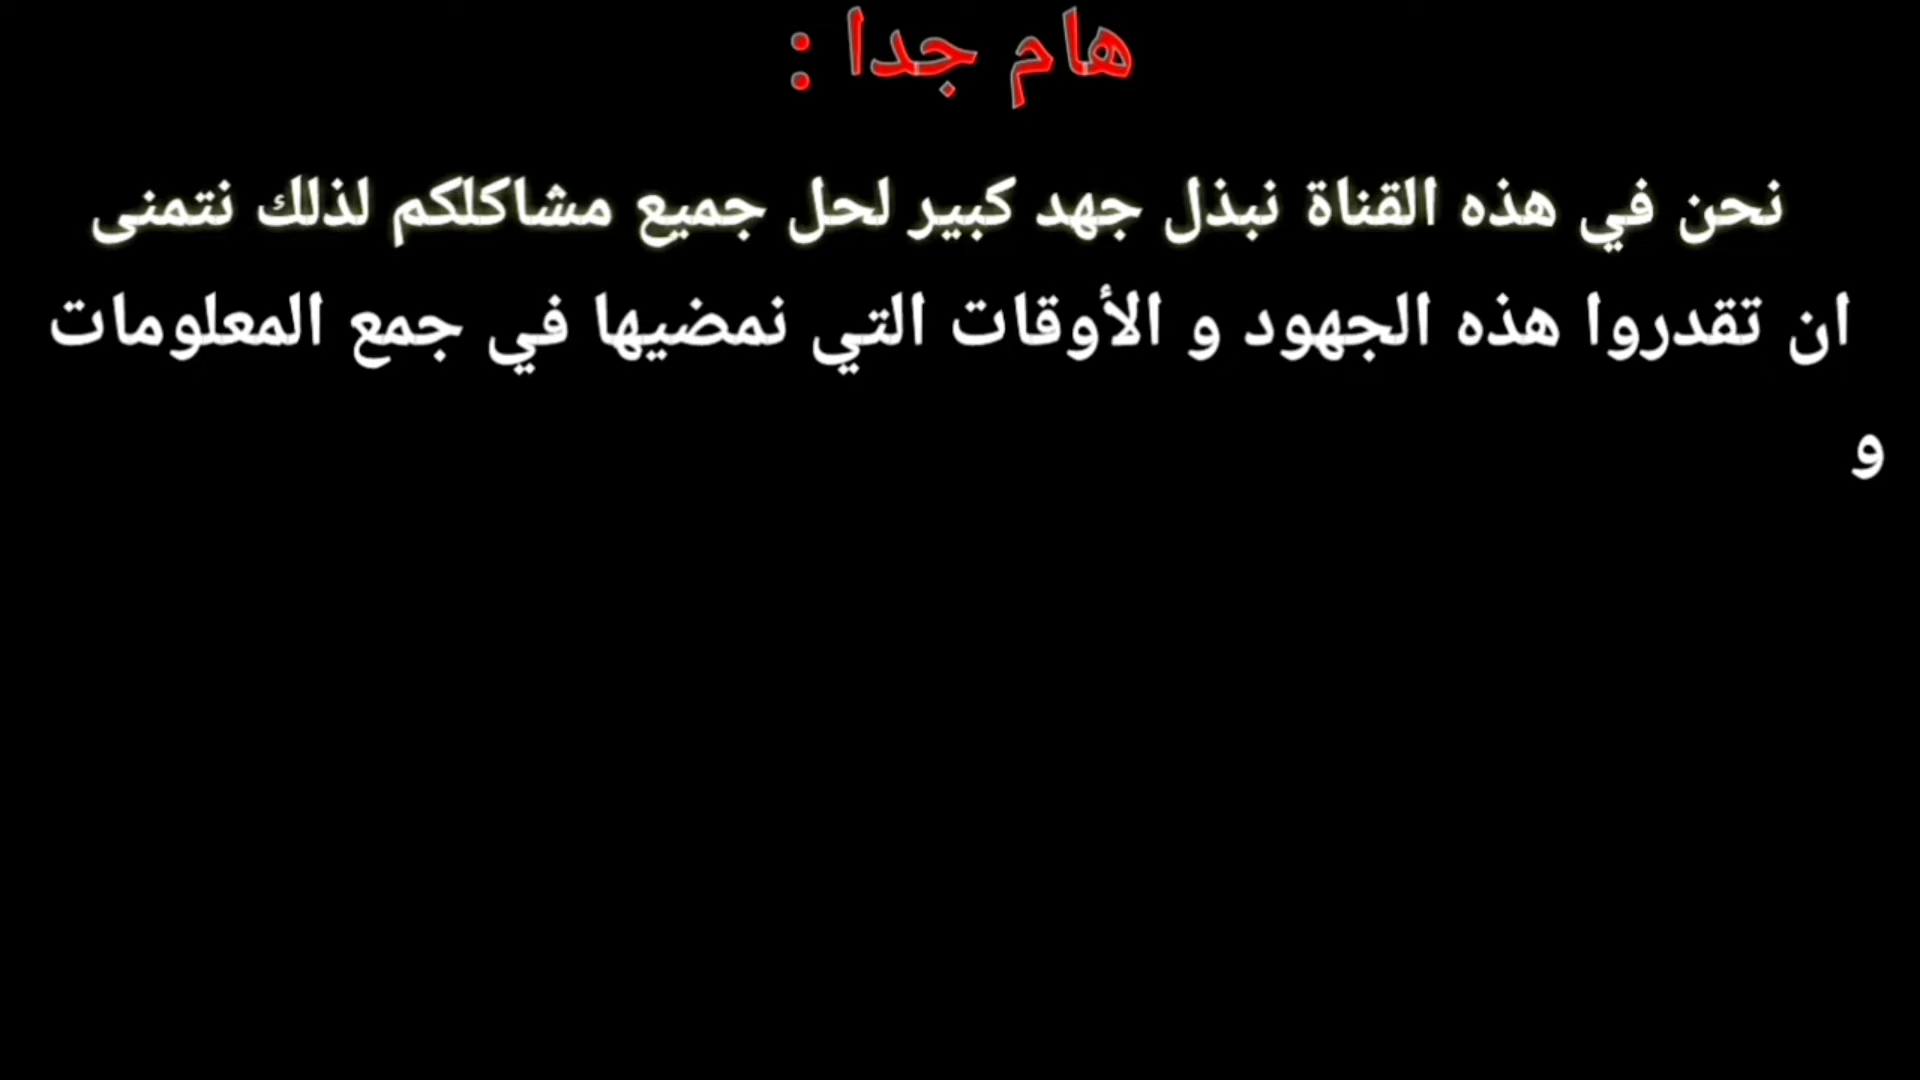 هام جدا :
نحن في هذه القناة نبذل جهد كبير لحل جميع مشاكلكم لذلك نتمنى
ان تقدروا هذه الجهود و الأوقات التي نمضيها في جمع المعلومات
و